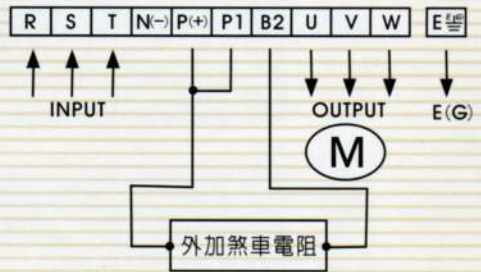 R S T N(-) P(+) P1 B2 U V W E
INPUT OUTPUT E(G)
M
外加煞車電阻